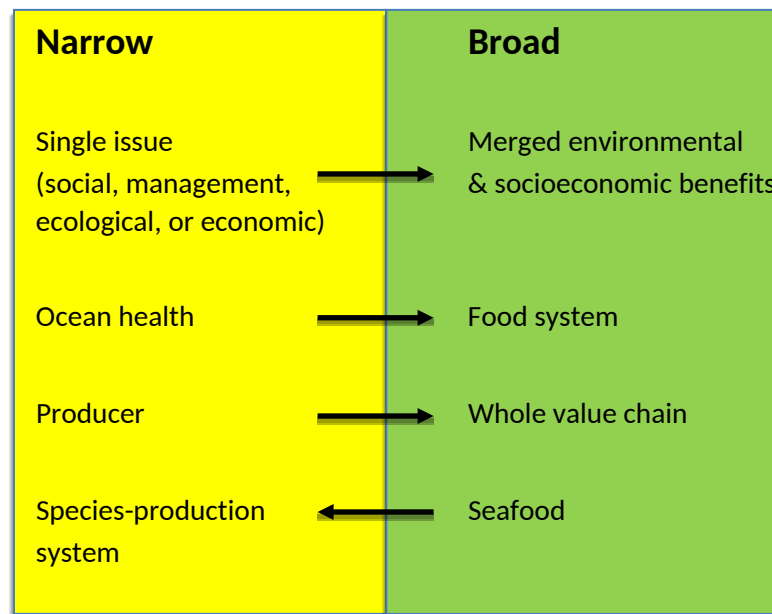 Narrow
Broad
Single issue
(social, management,
ecological, or economic)
Merged environmental
& socioeconomic benefits
Ocean health
Food system
Producer
Whole value chain
Species-production
system
Seafood